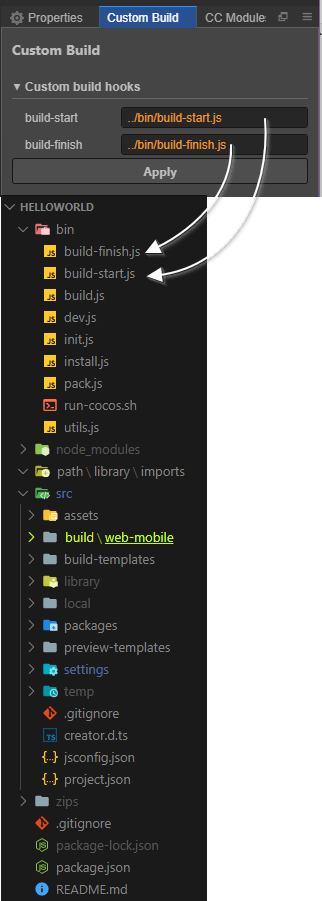 Properties Custom Build CC Module
Custom Build
Custom build hooks
build-start ../bin/build-start.js
build-finish ../bin/build-finish.js
Apply
HELLOWORLD
bin
build-finish.js
build-start.js
build.js
dev.js
init.js
install.js
pack.js
run-cocos.sh
utils.js
node_modules
path \ library \ imports
src
assets
build \ web-mobile
build-templates
library
local
packages
preview-templates
settings
temp
.gitignore
creator.d.ts
jsconfig.json
project.json
zips
.gitignore
package-lock.json
package.json
README.md